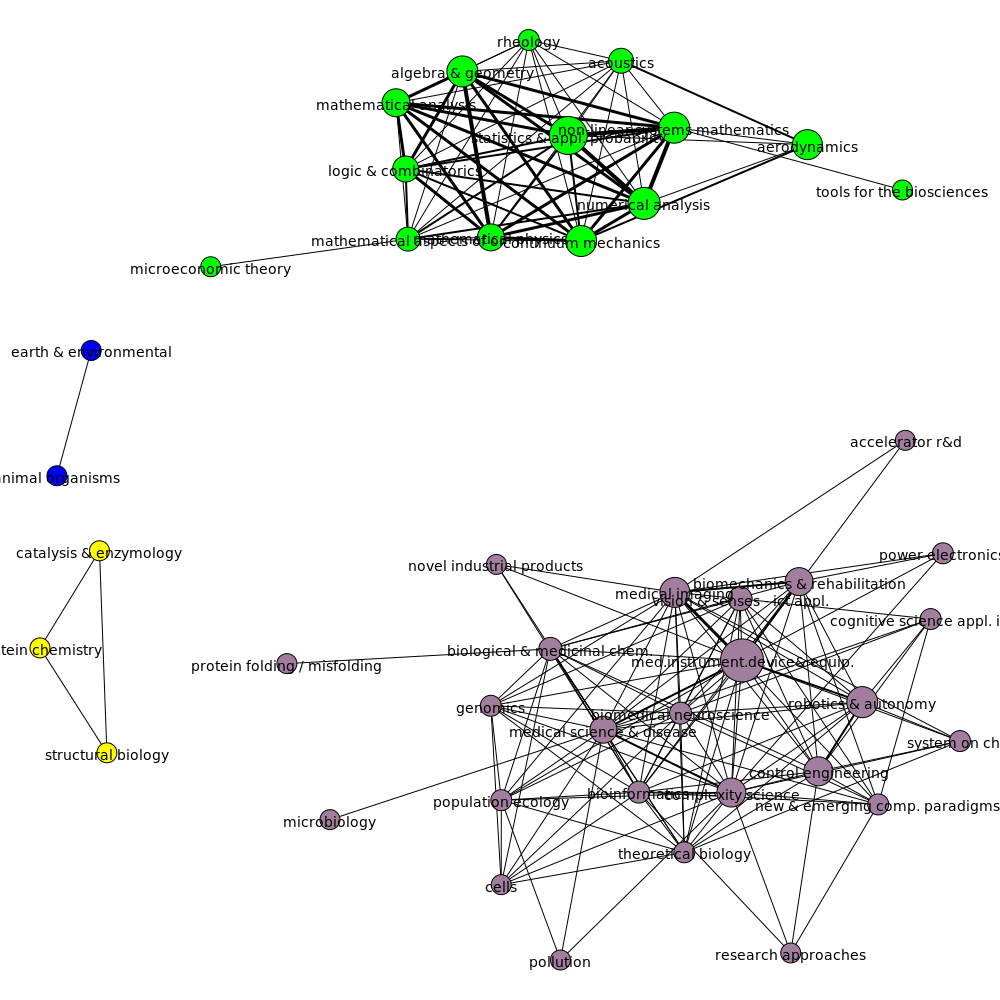 rheology
acoustics
algebra & geometry
mathematical analysis
non-linear systems mathematics
statistics & appl. probability
aerodynamics
logic & combinatorics
tools for the biosciences
numerical analysis
mathematical aspects of
mathematical physics
continuum mechanics
microeconomic theory
earth & environmental
accelerator r&d
animal organisms
catalysis & enzymology
power electronics
novel industrial products
biomechanics & rehabilitation
medical imaging
vision & senses - ict appl.
cognitive science appl. i
protein chemistry
biological & medicinal chem.
med.instrument.device& equip.
protein folding / misfolding
robotics & autonomy
genomics
biomedical neuroscience
medical science & disease
system on ch
structural biology
control engineering
bioinformatics
complexity science
population ecology
new & emerging comp. paradigms
microbiology
theoretical biology
cells
research approaches
pollution